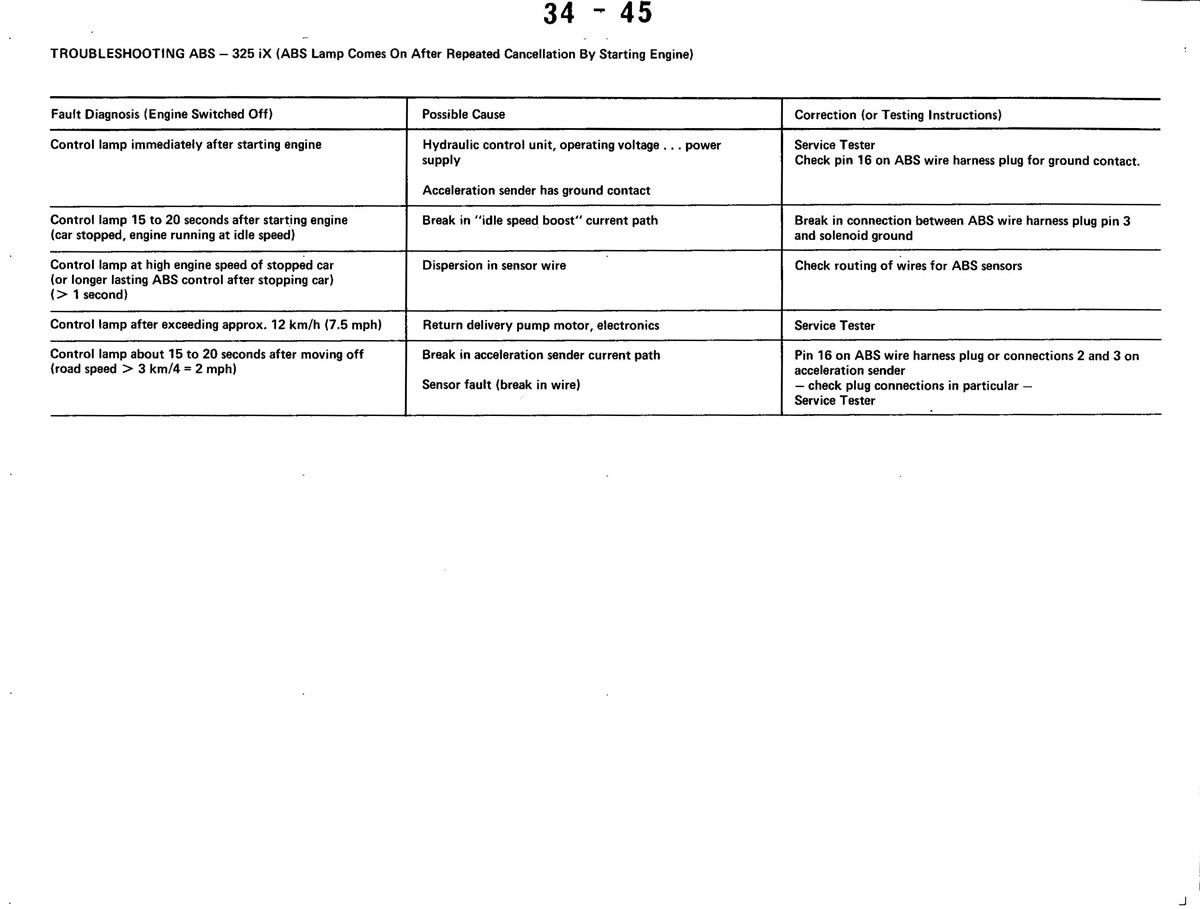 34 - 45
TROUBLESHOOTING ABS – 325 iX (ABS Lamp Comes On After Repeated Cancellation By Starting Engine)
Fault Diagnosis (Engine Switched Off)
Possible Cause
Correction (or Testing Instructions)
Control lamp immediately after starting engine
Hydraulic control unit, operating voltage . . . power
supply
Acceleration sender has ground contact
Service Tester
Check pin 16 on ABS wire harness plug for ground contact.
Control lamp 15 to 20 seconds after starting engine
(car stopped, engine running at idle speed)
Break in "idle speed boost" current path
Break in connection between ABS wire harness plug pin 3
and solenoid ground
Control lamp at high engine speed of stopped car
(or longer lasting ABS control after stopping car)
(> 1 second)
Dispersion in sensor wire
Check routing of wires for ABS sensors
Control lamp after exceeding approx. 12 km/h (7.5 mph)
Return delivery pump motor, electronics
Service Tester
Control lamp about 15 to 20 seconds after moving off
(road speed > 3 km/4 = 2 mph)
Break in acceleration sender current path
Sensor fault (break in wire)
Pin 16 on ABS wire harness plug or connections 2 and 3 on
acceleration sender
– check plug connections in particular –
Service Tester